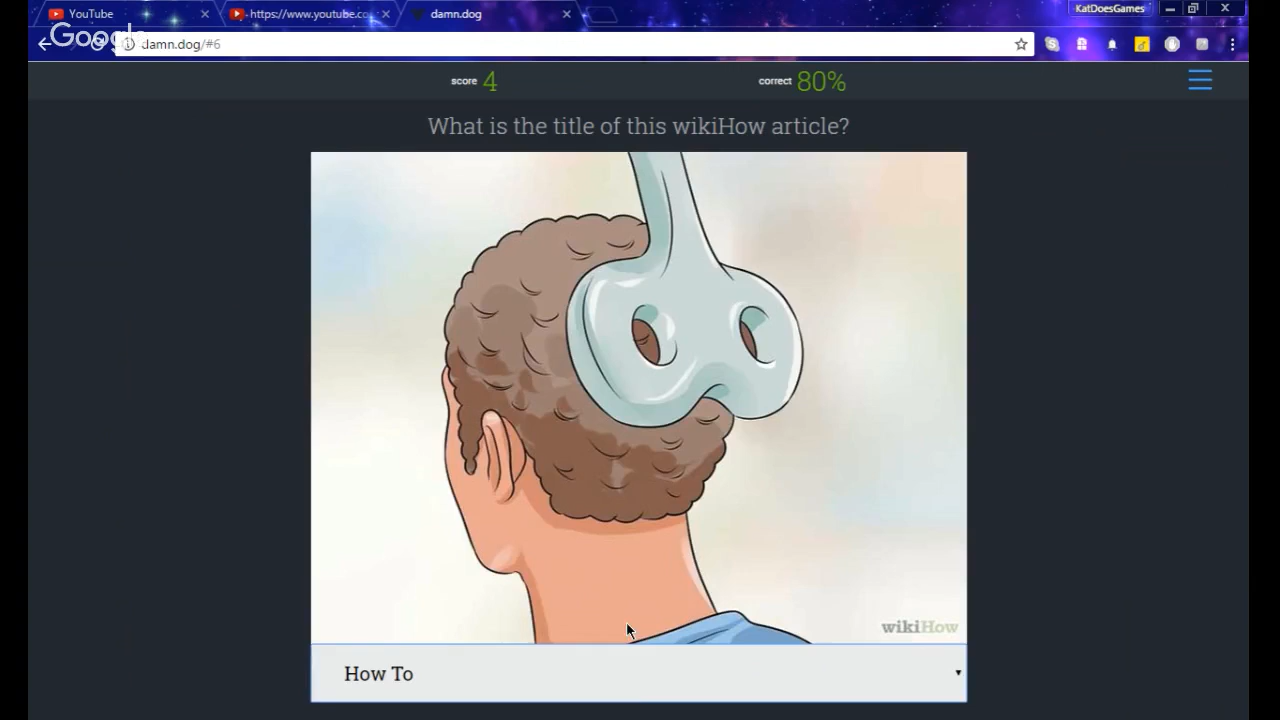 YouTube
https://www.youtube.co
damn.dog
KatDoesGames
Google
damn.dog/#6
score 4
correct 80%
What is the title of this wikiHow article?
wikiHow
How To